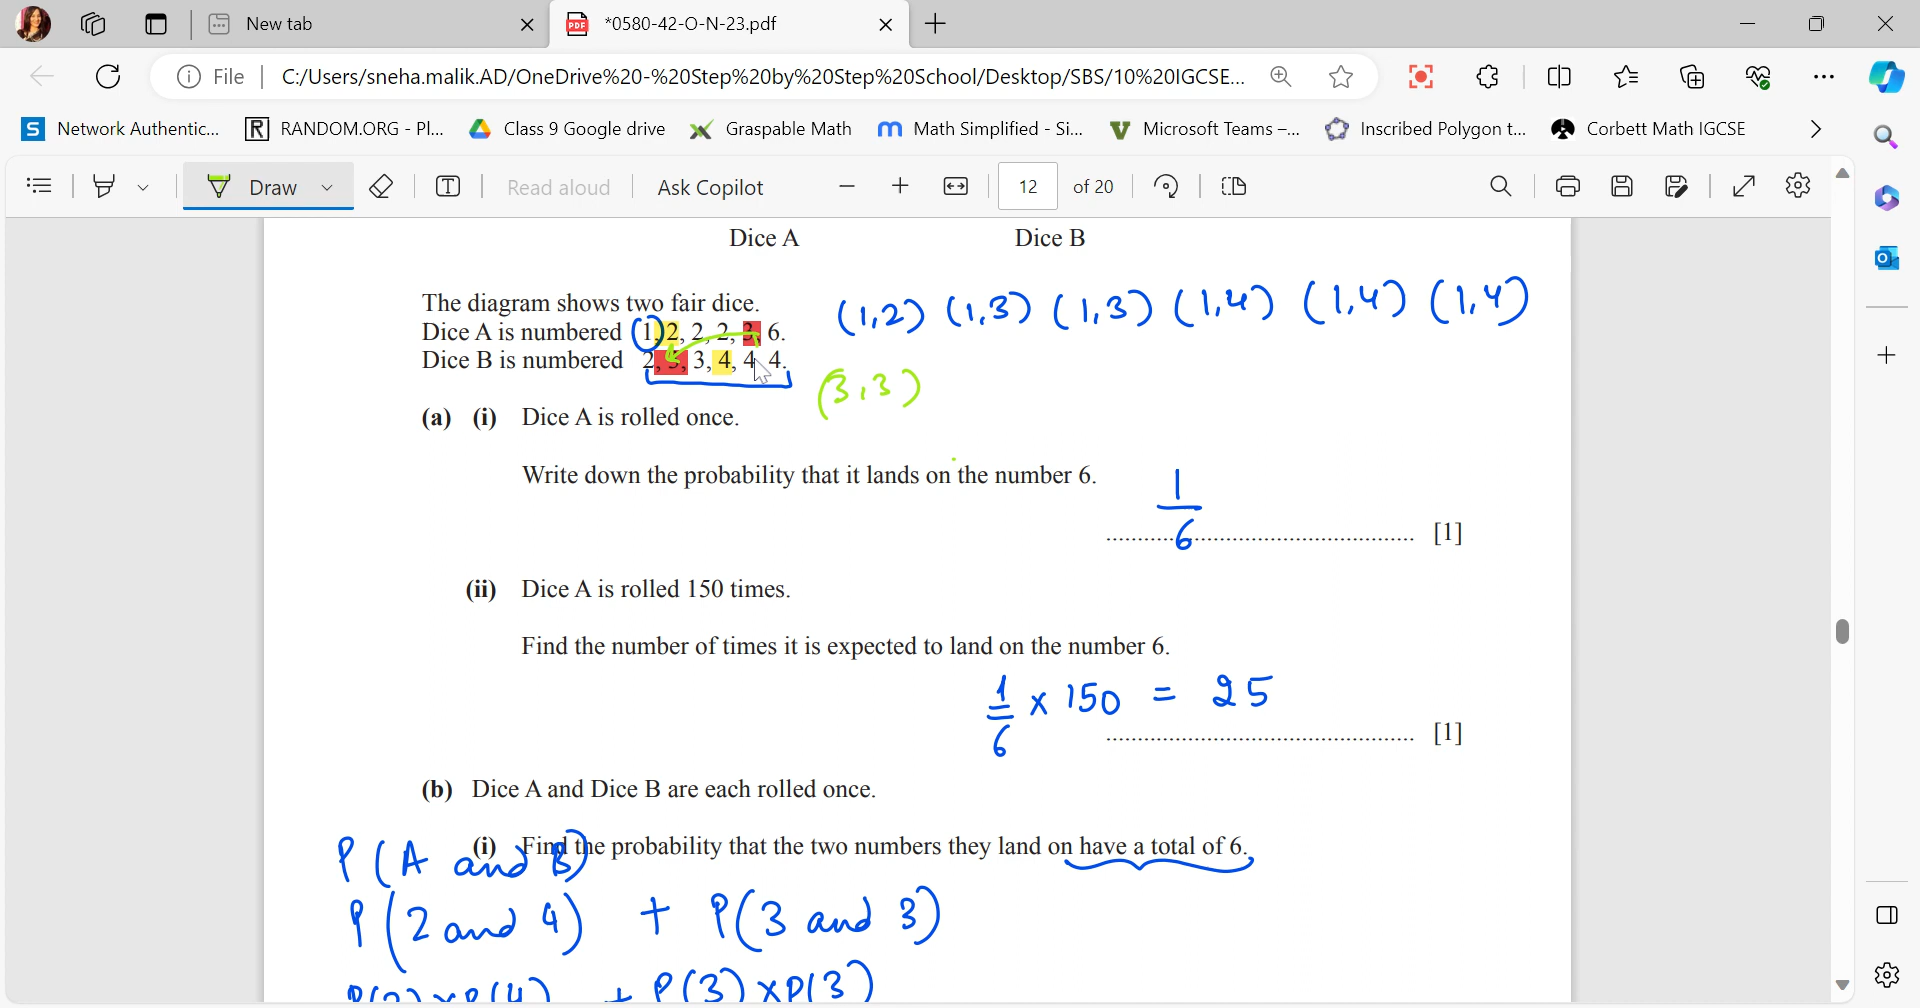 New tab
*0580-42-O-N-23.pdf
File
C:/Users/sneha.malik.AD/OneDrive%20-%20Step%20by%20Step%20School/Desktop/SBS/10%20IGCSE...
Network Authentic...
RANDOM.ORG - Pl...
Class 9 Google drive
Graspable Math
Math Simplified - Si...
Microsoft Teams –...
Inscribed Polygon t...
Corbett Math IGCSE
Draw
Read aloud
Ask Copilot
12 of 20
Dice A Dice B
The diagram shows two fair dice.
Dice A is numbered 1, 2, 2, 2, 3, 6.
Dice B is numbered 2, 3, 3, 4, 4, 4.
(1,2) (1,3) (1,3) (1,4) (1,4) (1,4)
(3,3)
(a) (i) Dice A is rolled once.
Write down the probability that it lands on the number 6.
1
6
[1]
(ii) Dice A is rolled 150 times.
Find the number of times it is expected to land on the number 6.
1/6 x 150 = 25
[1]
(b) Dice A and Dice B are each rolled once.
(i) Find the probability that the two numbers they land on have a total of 6.
P(A and B)
P(2 and 4) + P(3 and 3)
P(2) x P(4) + P(3) x P(3)